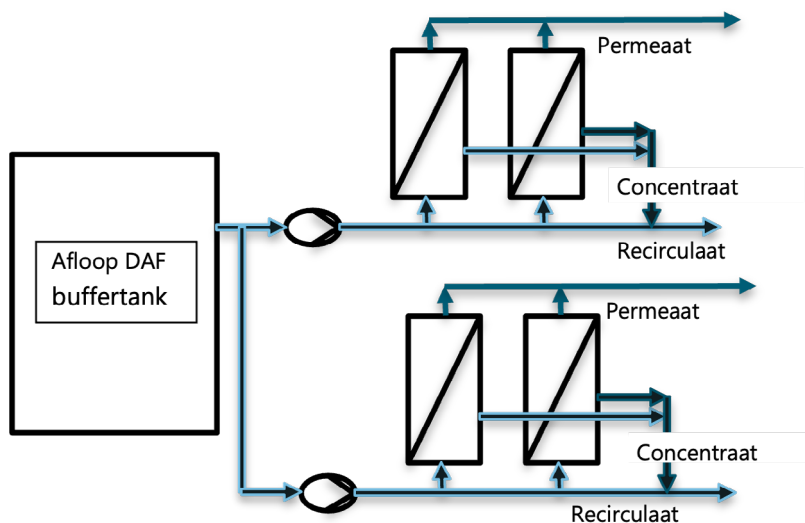 Permeaat
Concentraat
Recirculaat
Afloop DAF
buffertank
Permeaat
Concentraat
Recirculaat